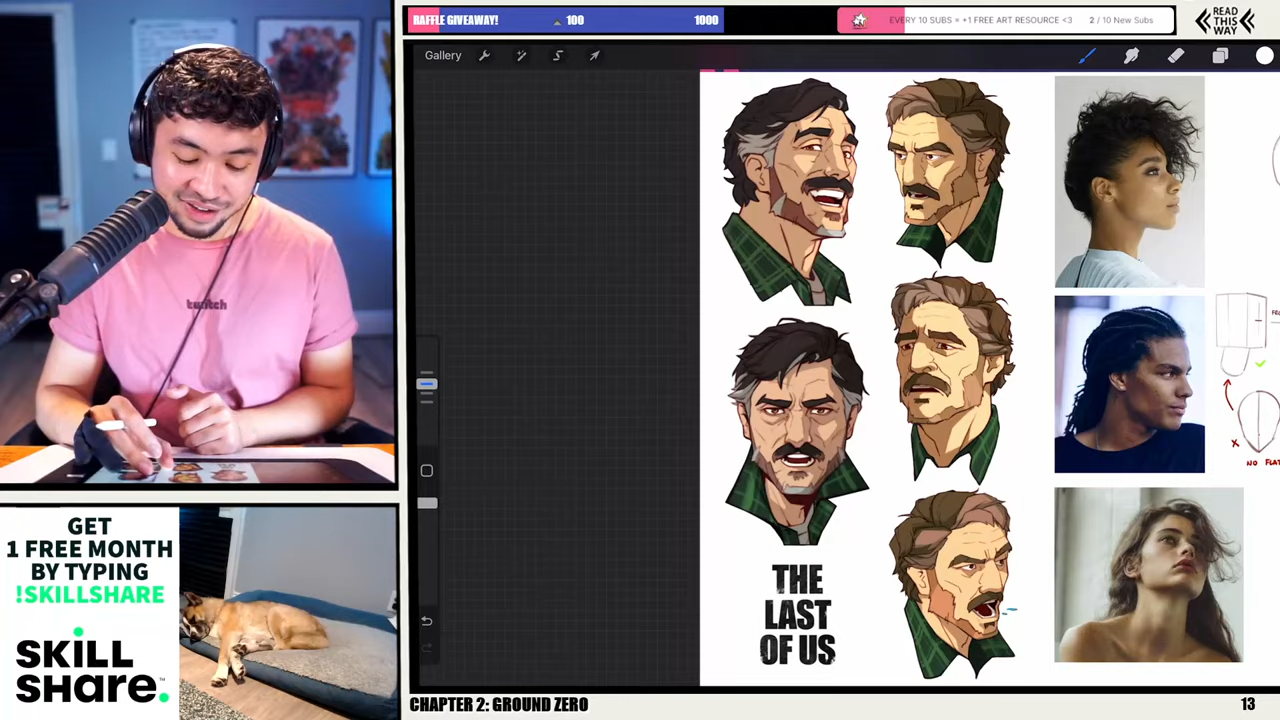 RAFFLE GIVEAWAY!
100
1000
EVERY 10 SUBS = +1 FREE ART RESOURCE <3
2 / 10 New Subs
READ
THIS
WAY
Gallery
twitch
THE
LAST
OF US
NO FLAT
GET
1 FREE MONTH
BY TYPING
!SKILLSHARE
SKILL
SHare.
CHAPTER 2: GROUND ZERO
13